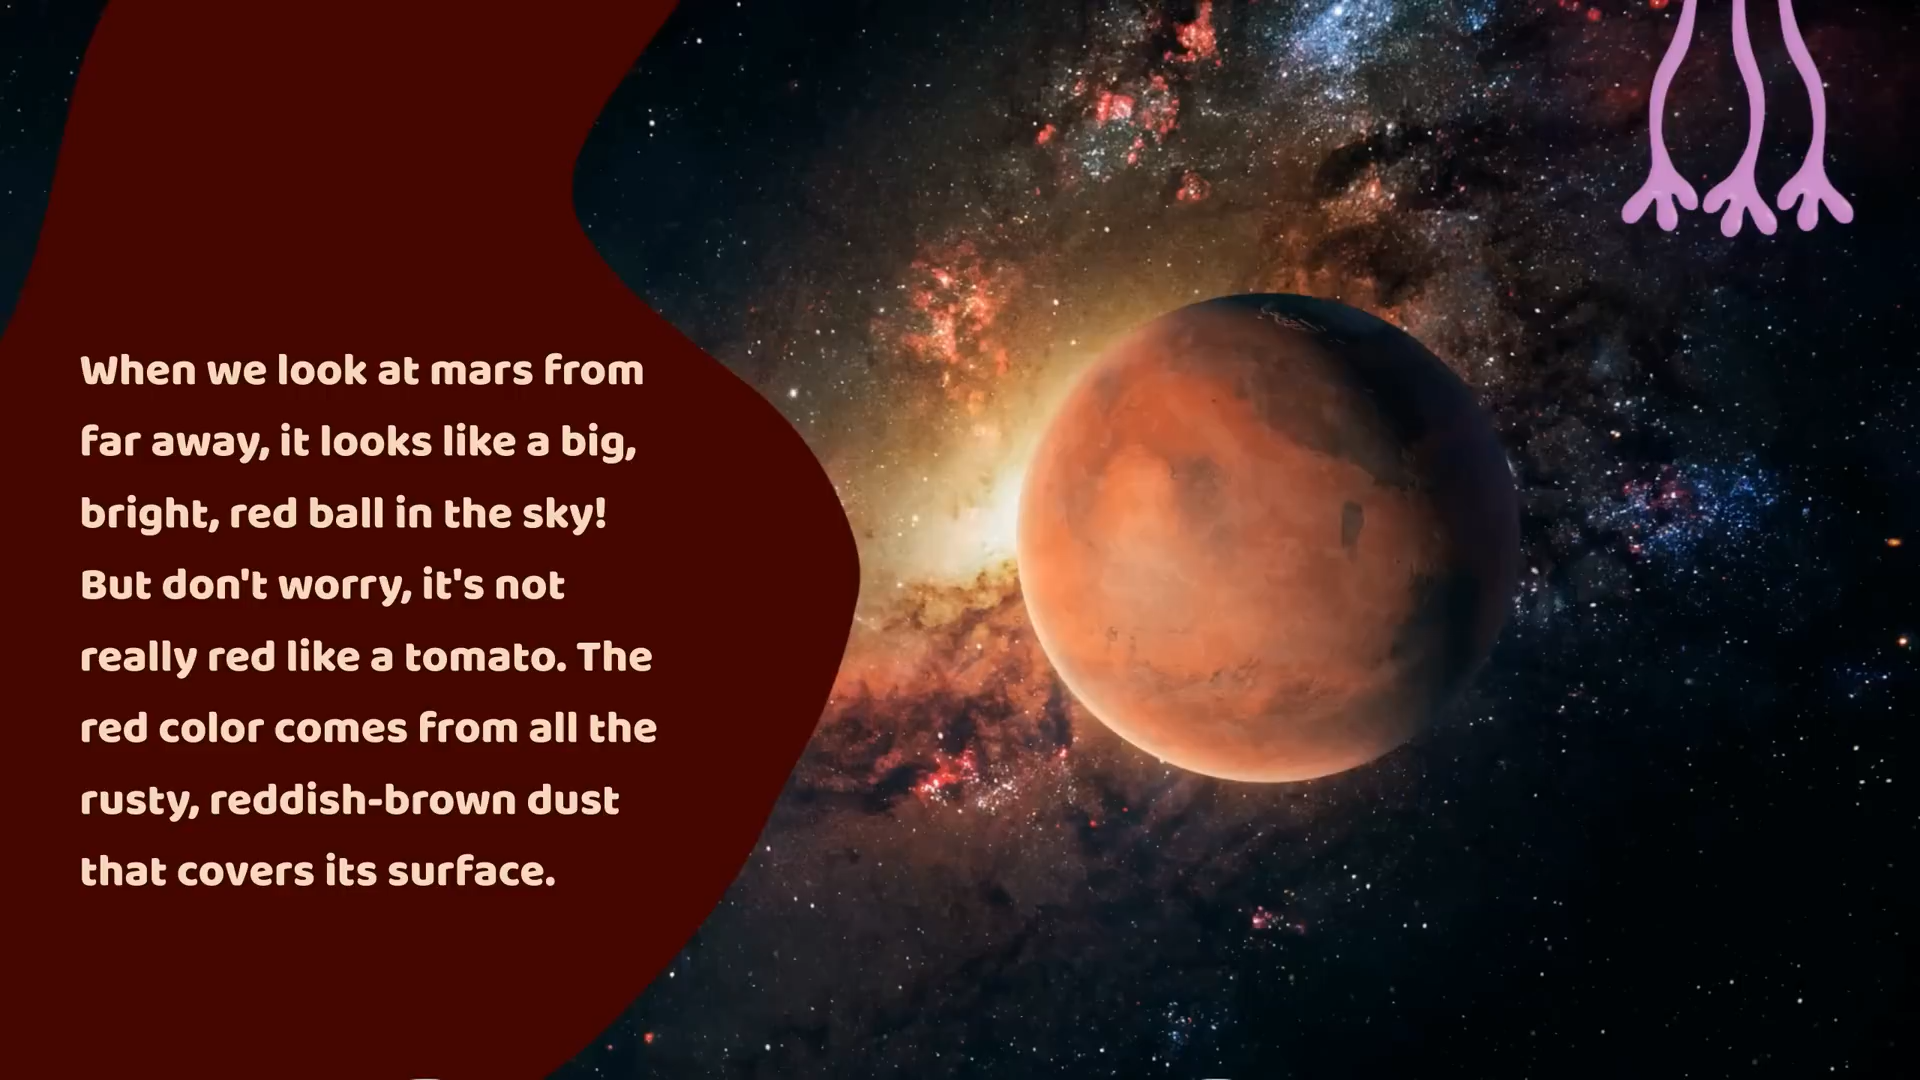 When we look at mars from
far away, it looks like a big,
bright, red ball in the sky!
But don't worry, it's not
really red like a tomato. The
red color comes from all the
rusty, reddish-brown dust
that covers its surface.